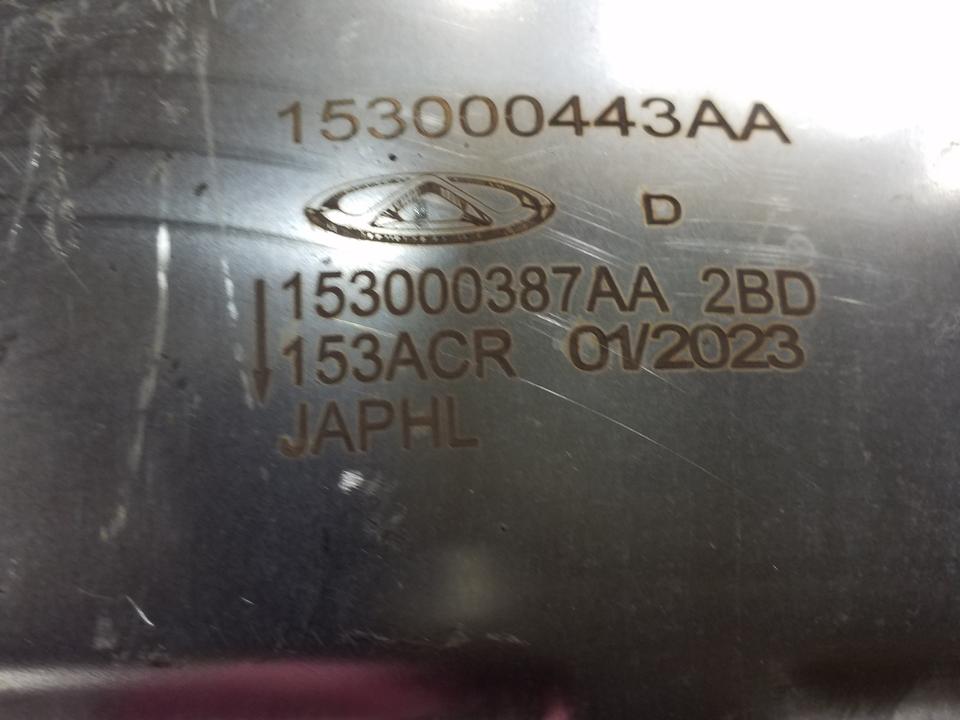 153000443AA
D
153000387AA 2BD
153ACR 01/2023
JAPHL